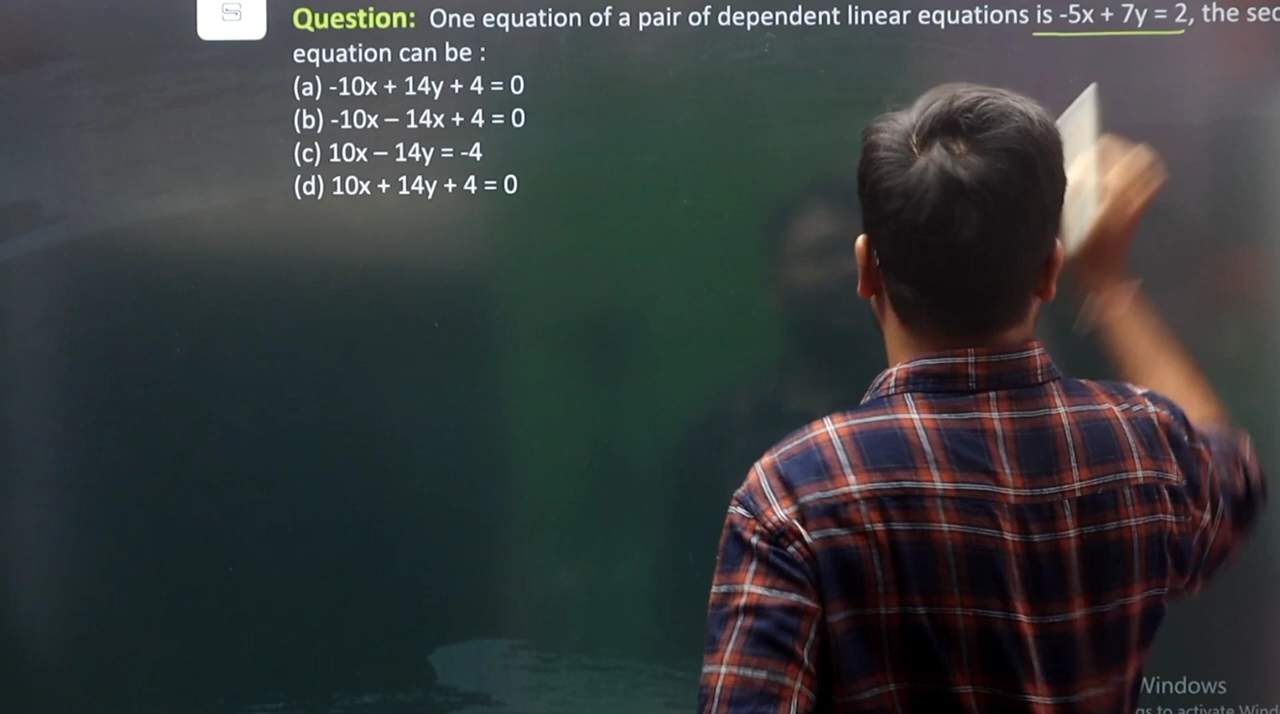 Question: One equation of a pair of dependent linear equations is -5x + 7y = 2, the
equation can be :
(a) -10x + 14y + 4 = 0
(b) -10x – 14x + 4 = 0
(c) 10x – 14y = -4
(d) 10x + 14y + 4 = 0
Windows